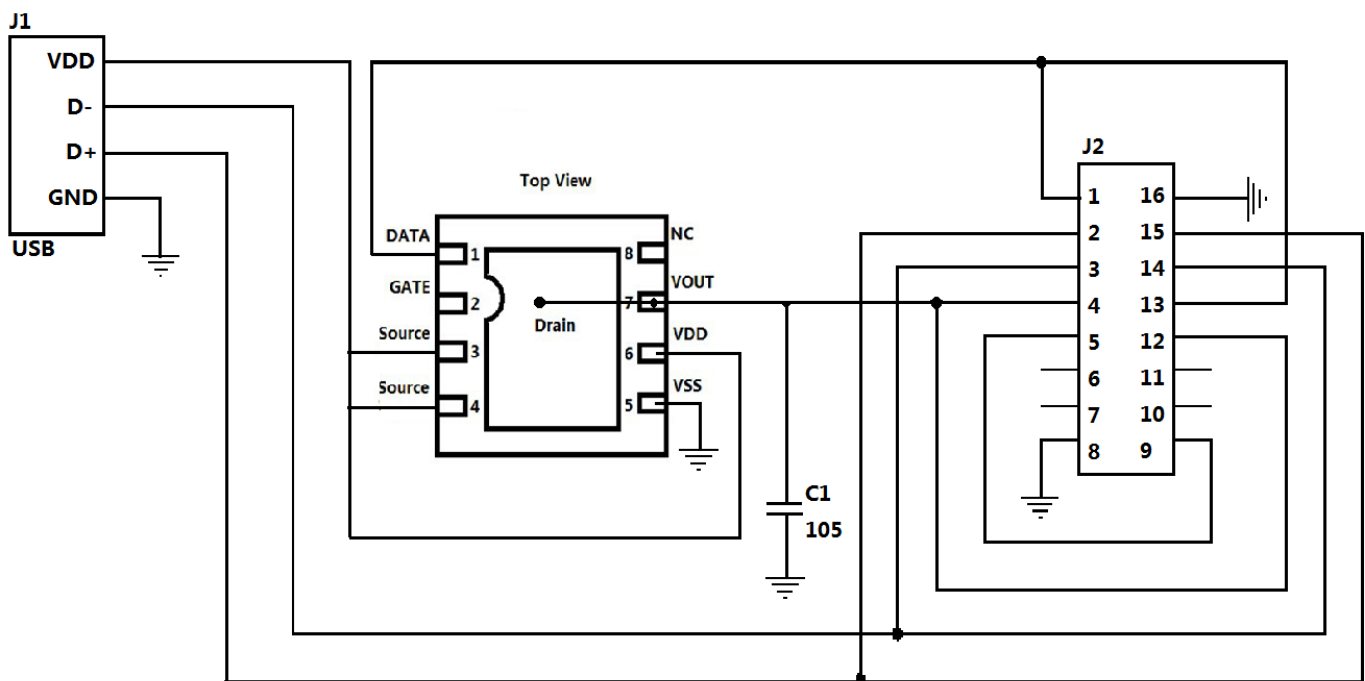 J1
VDD
D-
D+
GND
USB
Top View
DATA
GATE
Source
Source
1
2
3
4
Drain
8
7
6
5
NC
VOUT
VDD
VSS
C1
105
J2
1 16
2 15
3 14
4 13
5 12
6 11
7 10
8 9